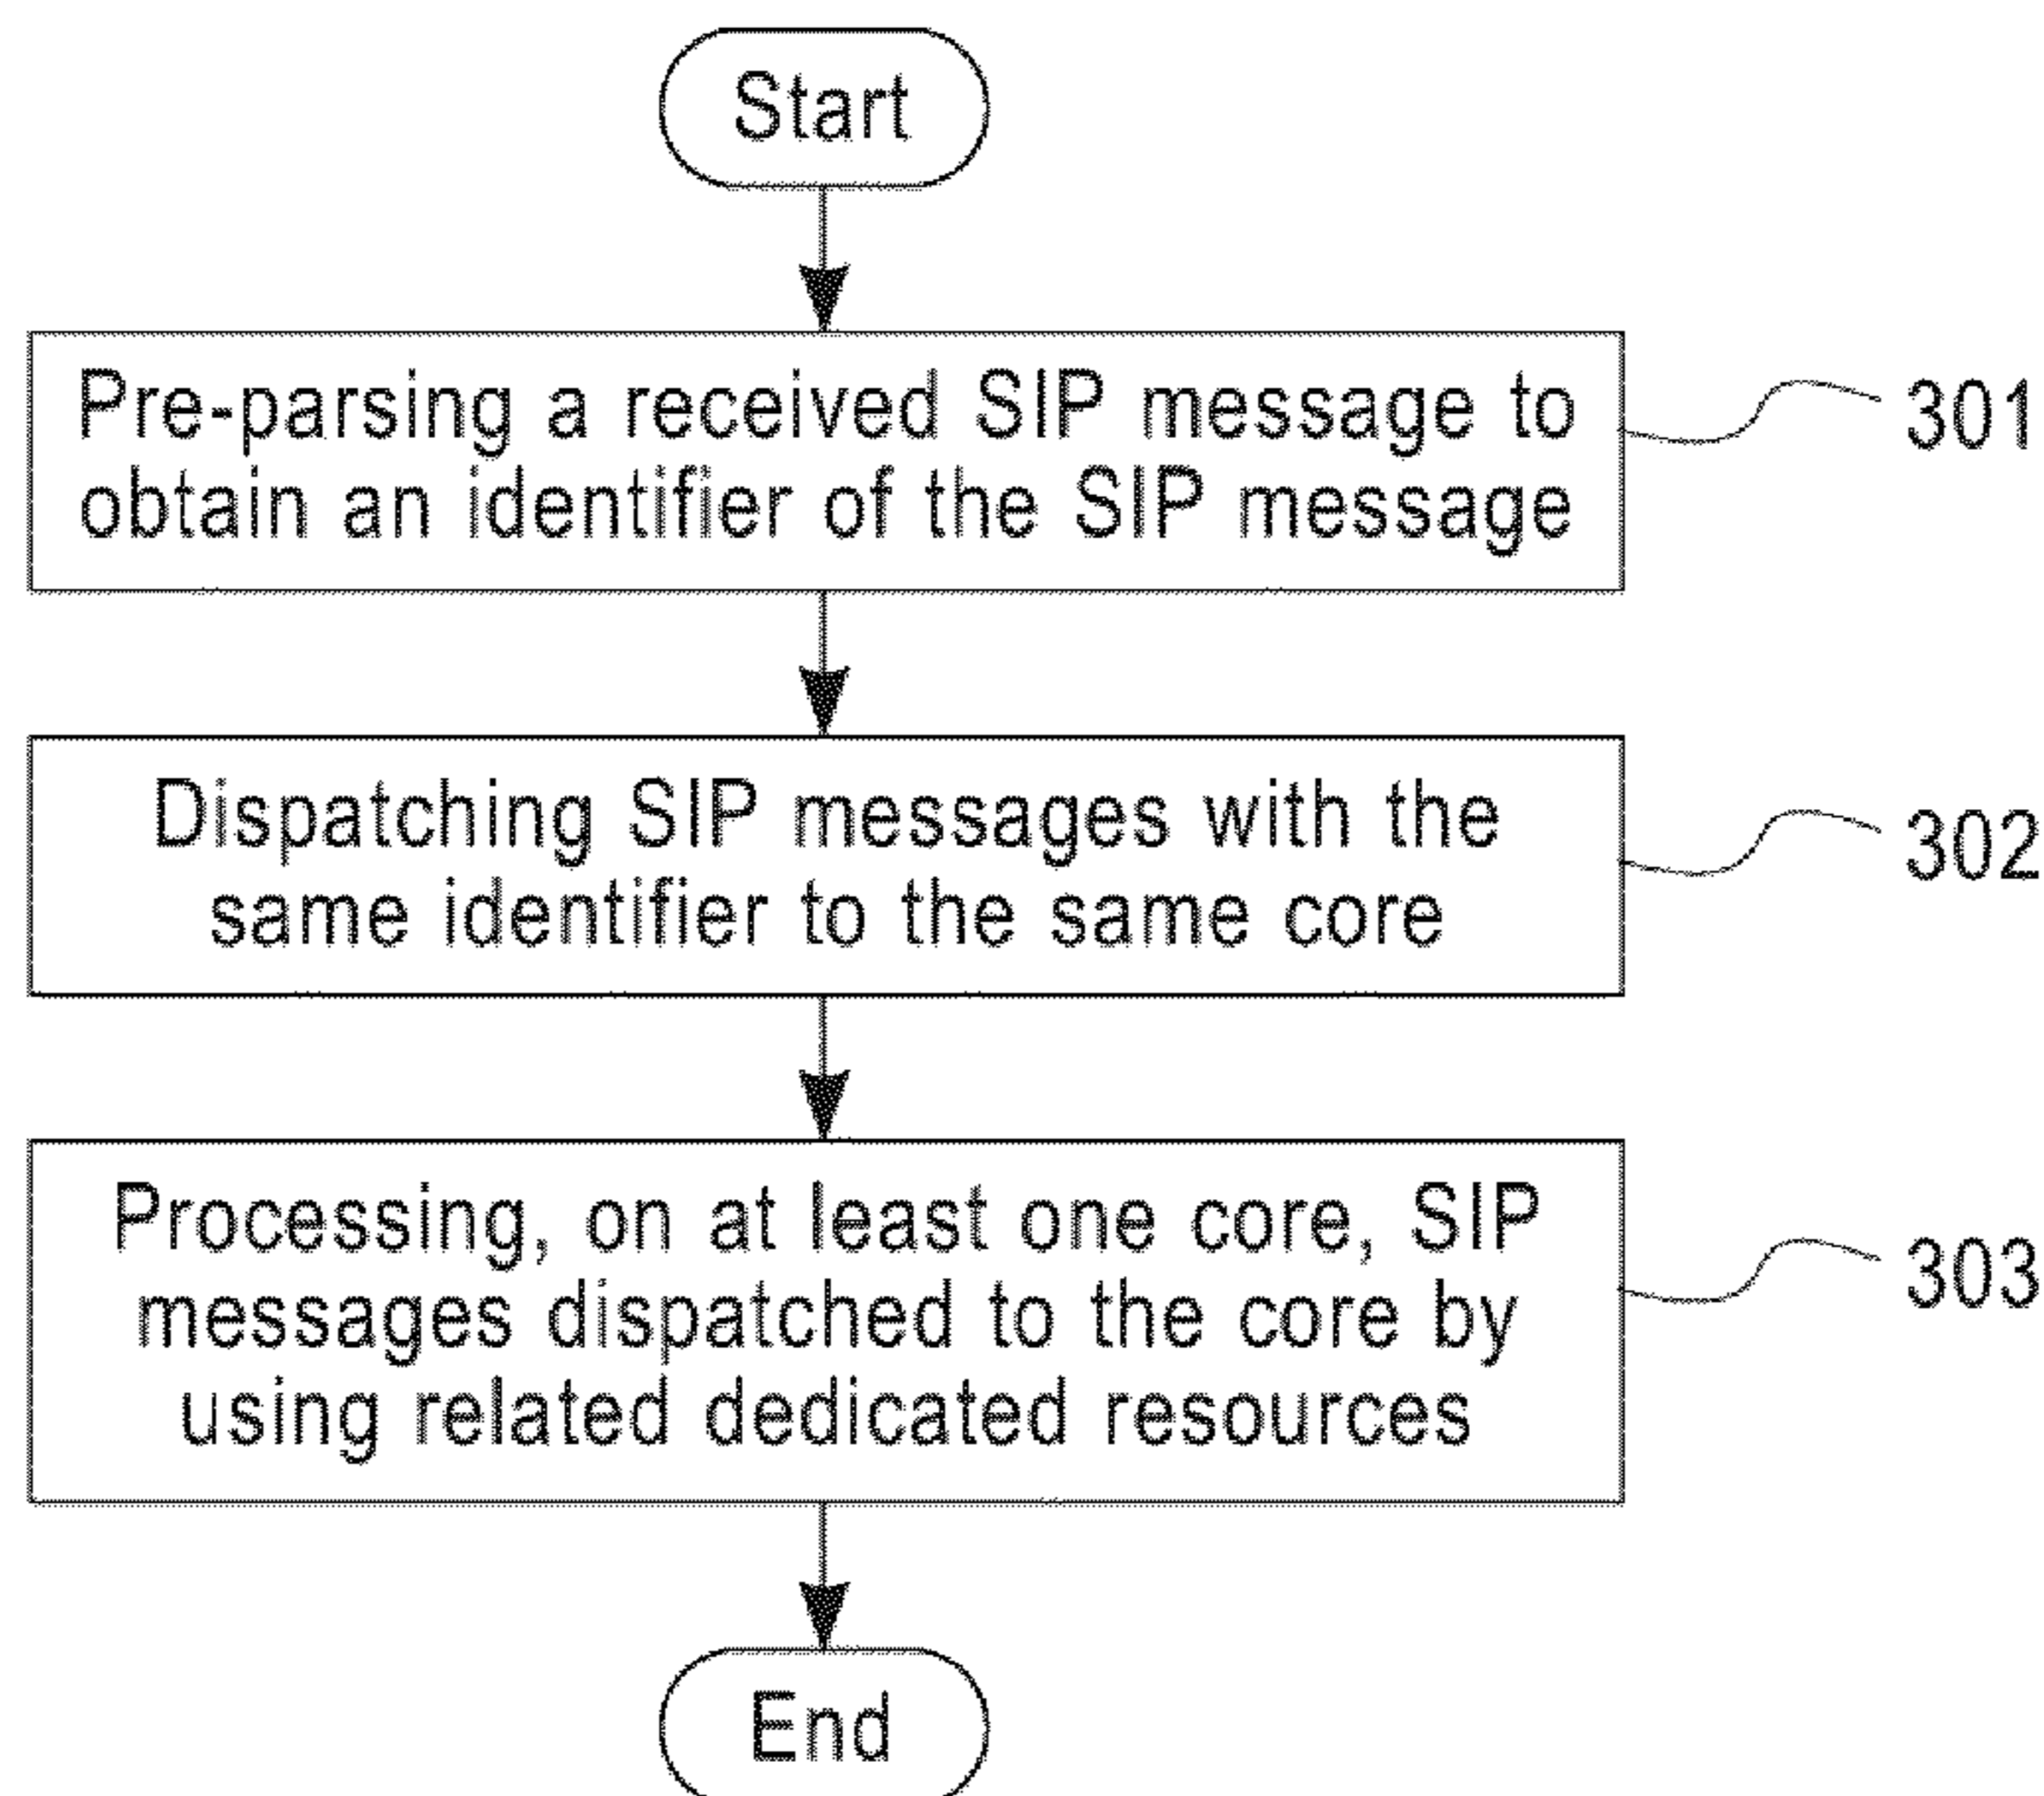 Start
Pre-parsing a received SIP message to
obtain an identifier of the SIP message
301
Dispatching SIP messages with the
same identifier to the same core
302
Processing, on at least one core, SIP
messages dispatched to the core by
using related dedicated resources
303
End